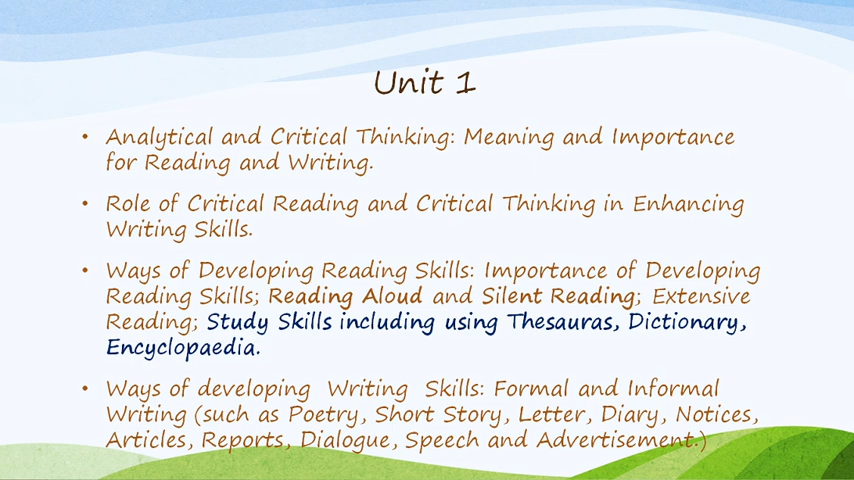 Unit 1
• Analytical and Critical Thinking: Meaning and Importance
for Reading and Writing.
• Role of Critical Reading and Critical Thinking in Enhancing
Writing Skills.
• Ways of Developing Reading Skills: Importance of Developing
Reading Skills; Reading Aloud and Silent Reading; Extensive
Reading; Study Skills including using Thesauras, Dictionary,
Encyclopaedia.
• Ways of developing Writing Skills: Formal and Informal
Writing (such as Poetry, Short Story, Letter, Diary, Notices,
Articles, Reports, Dialogue, Speech and Advertisement.)